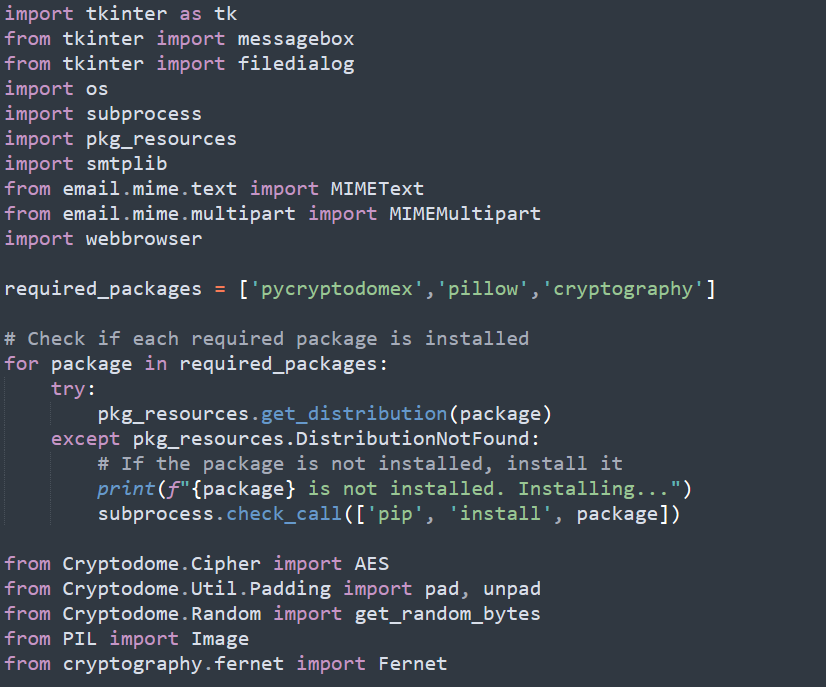 import tkinter as tk
from tkinter import messagebox
from tkinter import filedialog
import os
import subprocess
import pkg_resources
import smtplib
from email.mime.text import MIMEText
from email.mime.multipart import MIMEMultipart
import webbrowser

required_packages = ['pycryptodomex','pillow','cryptography']

# Check if each required package is installed
for package in required_packages:
    try:
        pkg_resources.get_distribution(package)
    except pkg_resources.DistributionNotFound:
        # If the package is not installed, install it
        print(f"{package} is not installed. Installing...")
        subprocess.check_call(['pip', 'install', package])

from Cryptodome.Cipher import AES
from Cryptodome.Util.Padding import pad, unpad
from Cryptodome.Random import get_random_bytes
from PIL import Image
from cryptography.fernet import Fernet